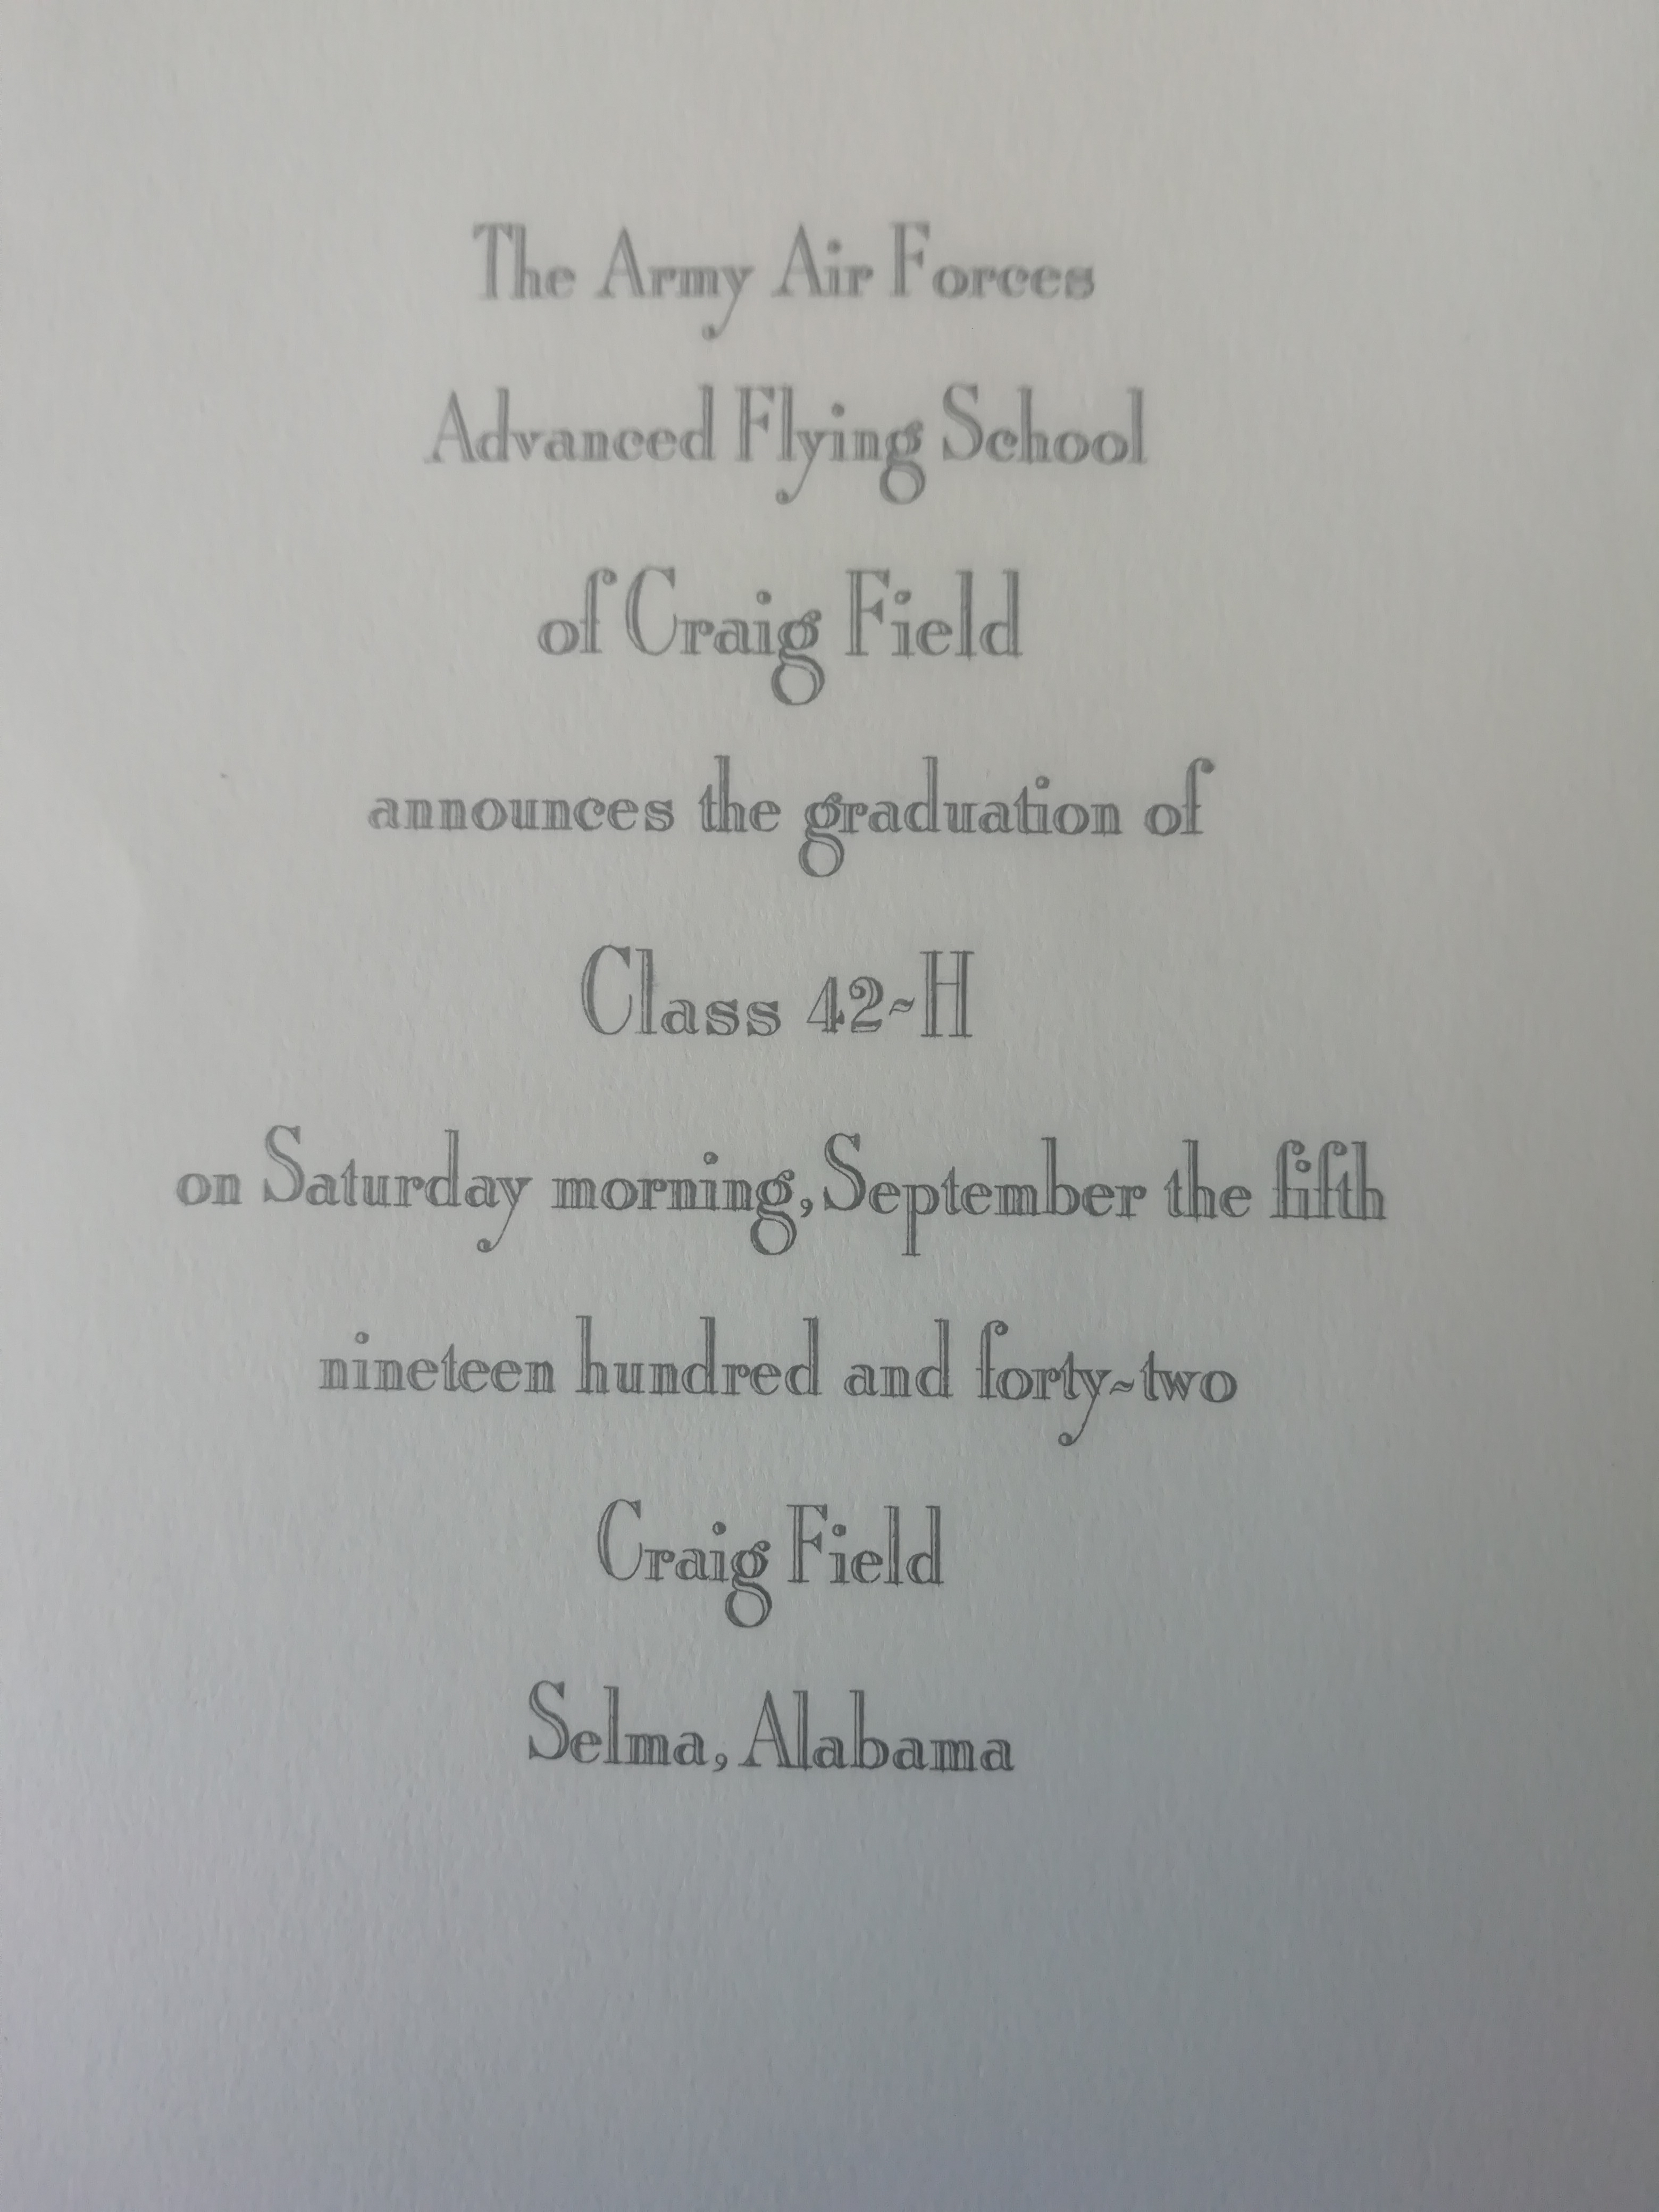 The Army Air Forces
Advanced Flying School
of Craig Field
announces the graduation of
Class 42-H
on Saturday morning, September the fifth
nineteen hundred and forty-two
Craig Field
Selma, Alabama